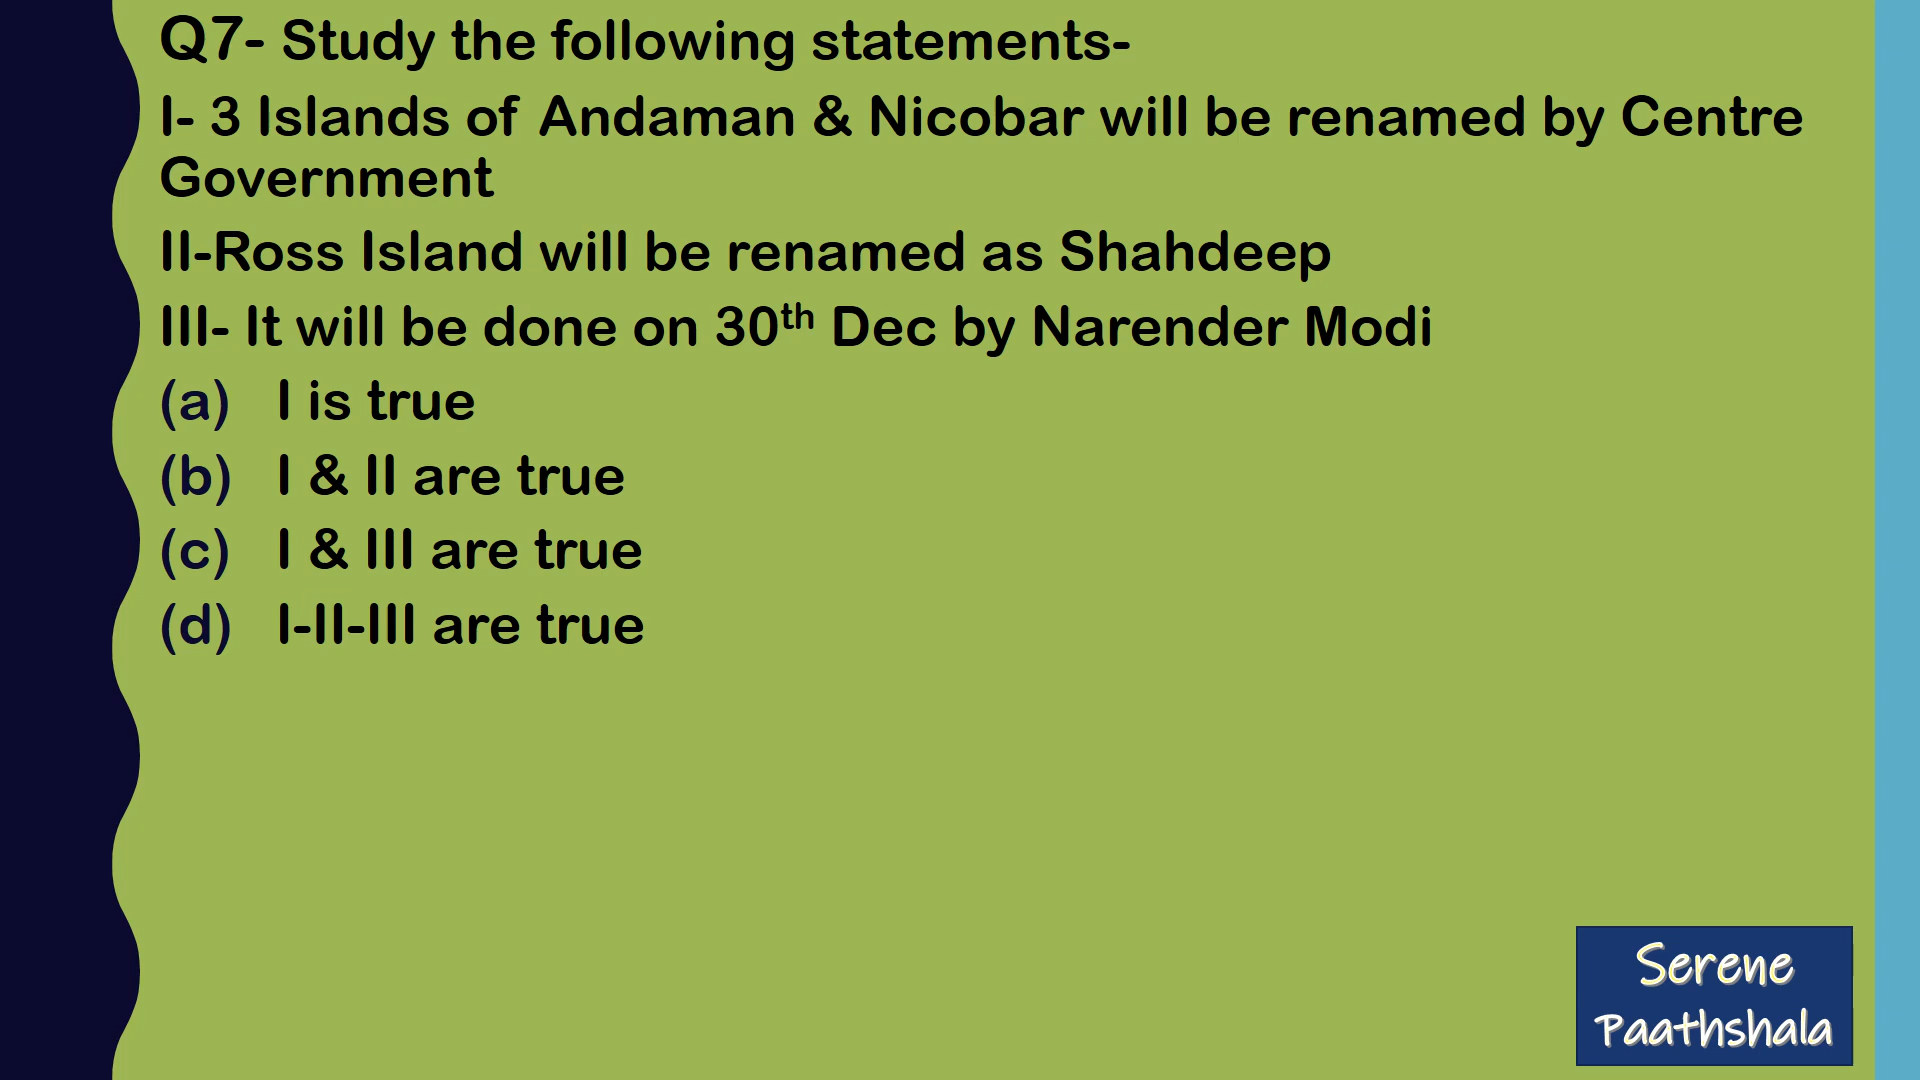 Q7- Study the following statements-
I- 3 Islands of Andaman & Nicobar will be renamed by Centre
Government
II-Ross Island will be renamed as Shahdeep
III- It will be done on 30th Dec by Narender Modi
(a) I is true
(b) I & II are true
(c) I & III are true
(d) I-II-III are true
Serene
Paathshala